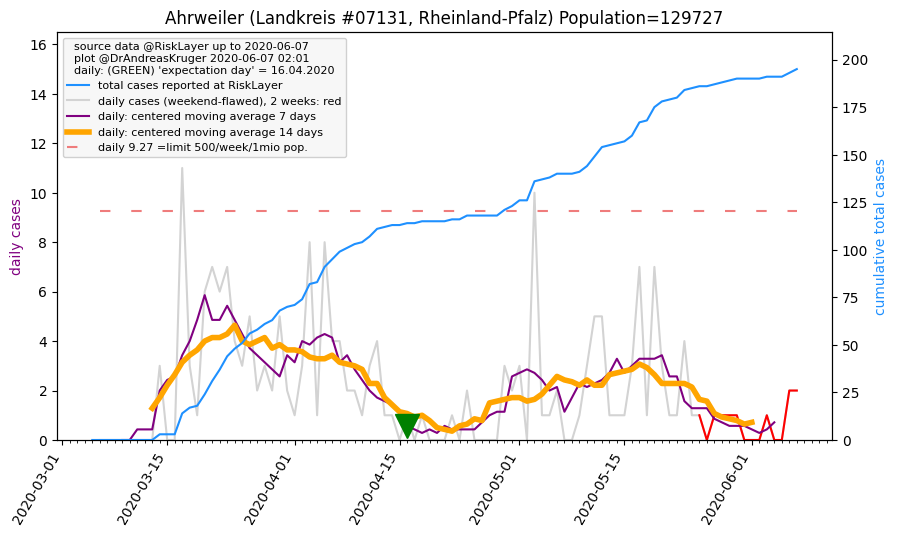 Ahrweiler (Landkreis #07131, Rheinland-Pfalz) Population=129727
source data @RiskLayer up to 2020-06-07
plot @DrAndreasKruger 2020-06-07 02:01
daily: (GREEN) 'expectation day' = 16.04.2020
total cases reported at RiskLayer
daily cases (weekend-flawed), 2 weeks: red
daily: centered moving average 7 days
daily: centered moving average 14 days
daily 9.27 =limit 500/week/1mio pop.
daily cases
16
14
12
10
8
6
4
2
0
cumulative total cases
200
175
150
125
100
75
50
25
0
2020-03-01
2020-03-15
2020-04-01
2020-04-15
2020-05-01
2020-05-15
2020-06-01